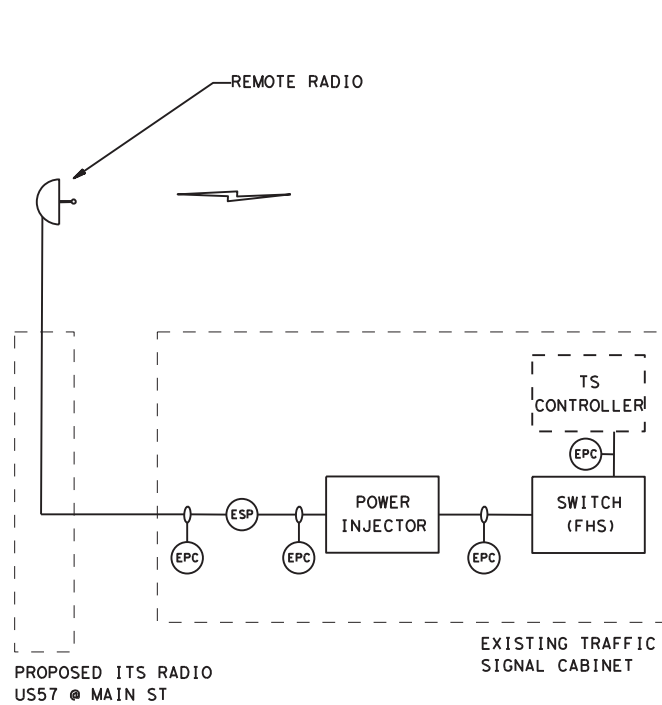 REMOTE RADIO
TS
CONTROLLER
EPC
POWER
INJECTOR
SWITCH
(FHS)
ESP
EPC
EPC
EPC
EXISTING TRAFFIC
SIGNAL CABINET
PROPOSED ITS RADIO
US57 @ MAIN ST